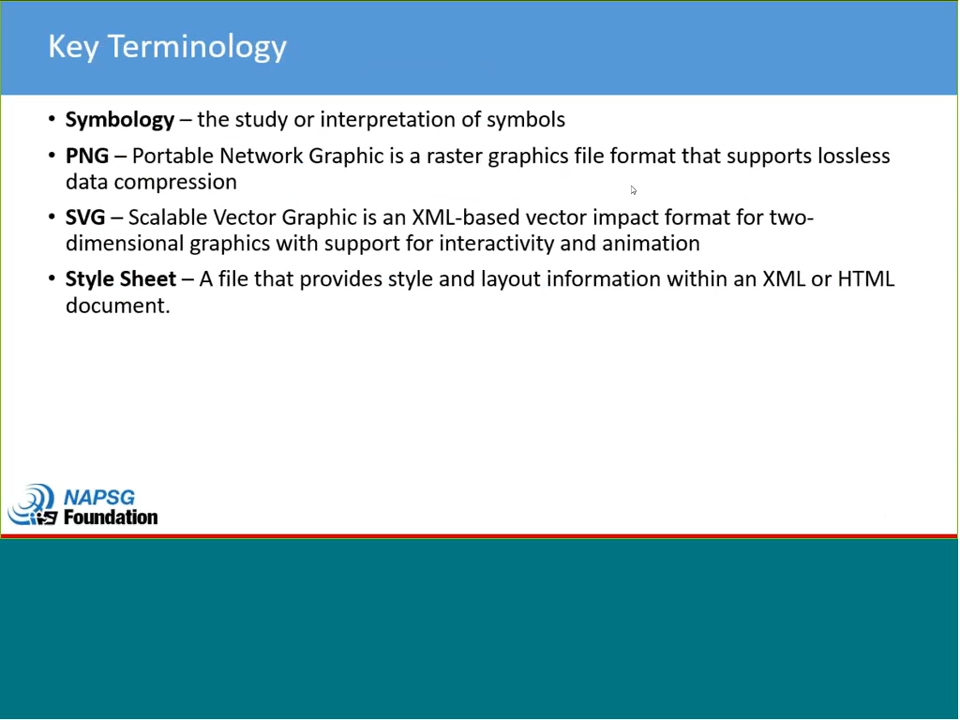 Key Terminology
• Symbology – the study or interpretation of symbols
• PNG – Portable Network Graphic is a raster graphics file format that supports lossless
data compression
• SVG – Scalable Vector Graphic is an XML-based vector impact format for two-
dimensional graphics with support for interactivity and animation
• Style Sheet – A file that provides style and layout information within an XML or HTML
document.
NAPSG
Foundation